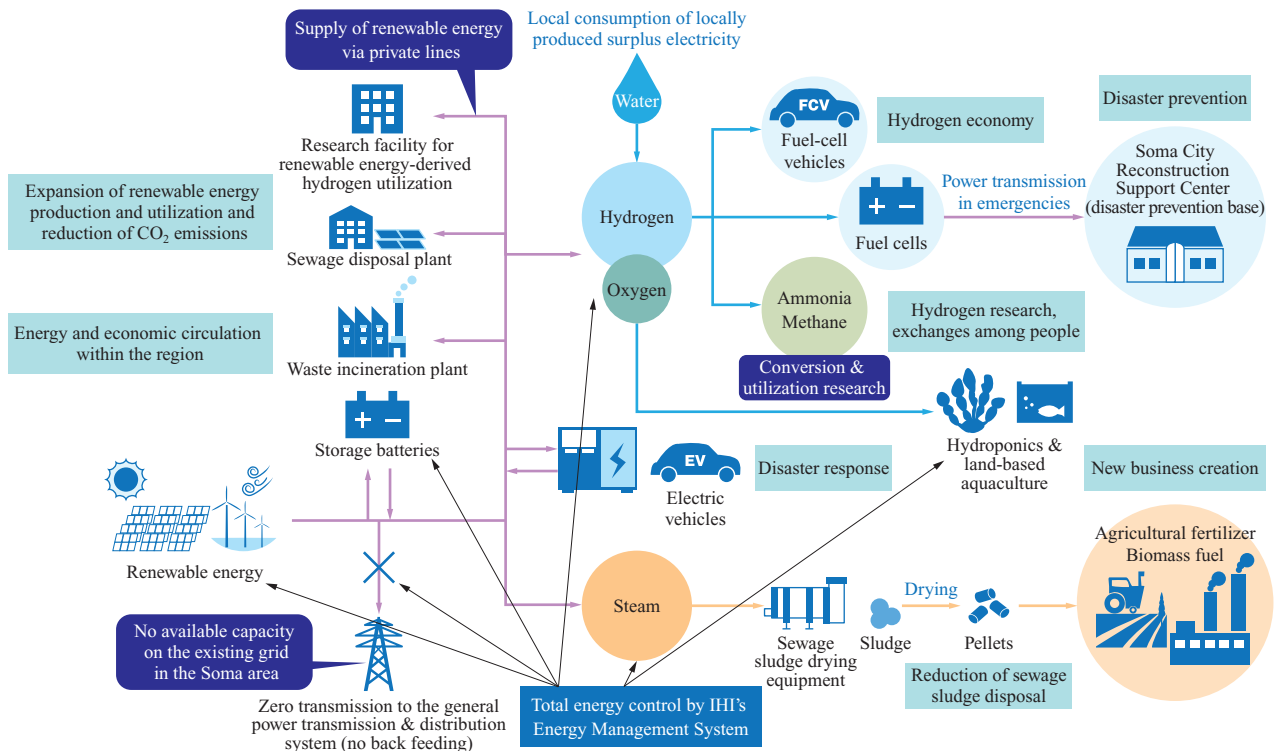 Supply of renewable energy
via private lines
Local consumption of locally
produced surplus electricity
Water
Research facility for
renewable energy-derived
hydrogen utilization
Expansion of renewable energy
production and utilization and
reduction of CO₂ emissions
Sewage disposal plant
Energy and economic circulation
within the region
Waste incineration plant
Storage batteries
Renewable energy
No available capacity
on the existing grid
in the Soma area
Zero transmission to the general
power transmission & distribution
system (no back feeding)
Hydrogen
Oxygen
FCV
Fuel-cell
vehicles
Hydrogen economy
Fuel cells
Power transmission
in emergencies
Disaster prevention
Soma City
Reconstruction
Support Center
(disaster prevention base)
Ammonia
Methane
Conversion &
utilization research
Hydrogen research,
exchanges among people
Hydroponics &
land-based
aquaculture
EV
Electric
vehicles
Disaster response
New business creation
Steam
Sewage
sludge drying
equipment
Sludge
Drying
Pellets
Reduction of sewage
sludge disposal
Agricultural fertilizer
Biomass fuel
Total energy control by IHI's
Energy Management System